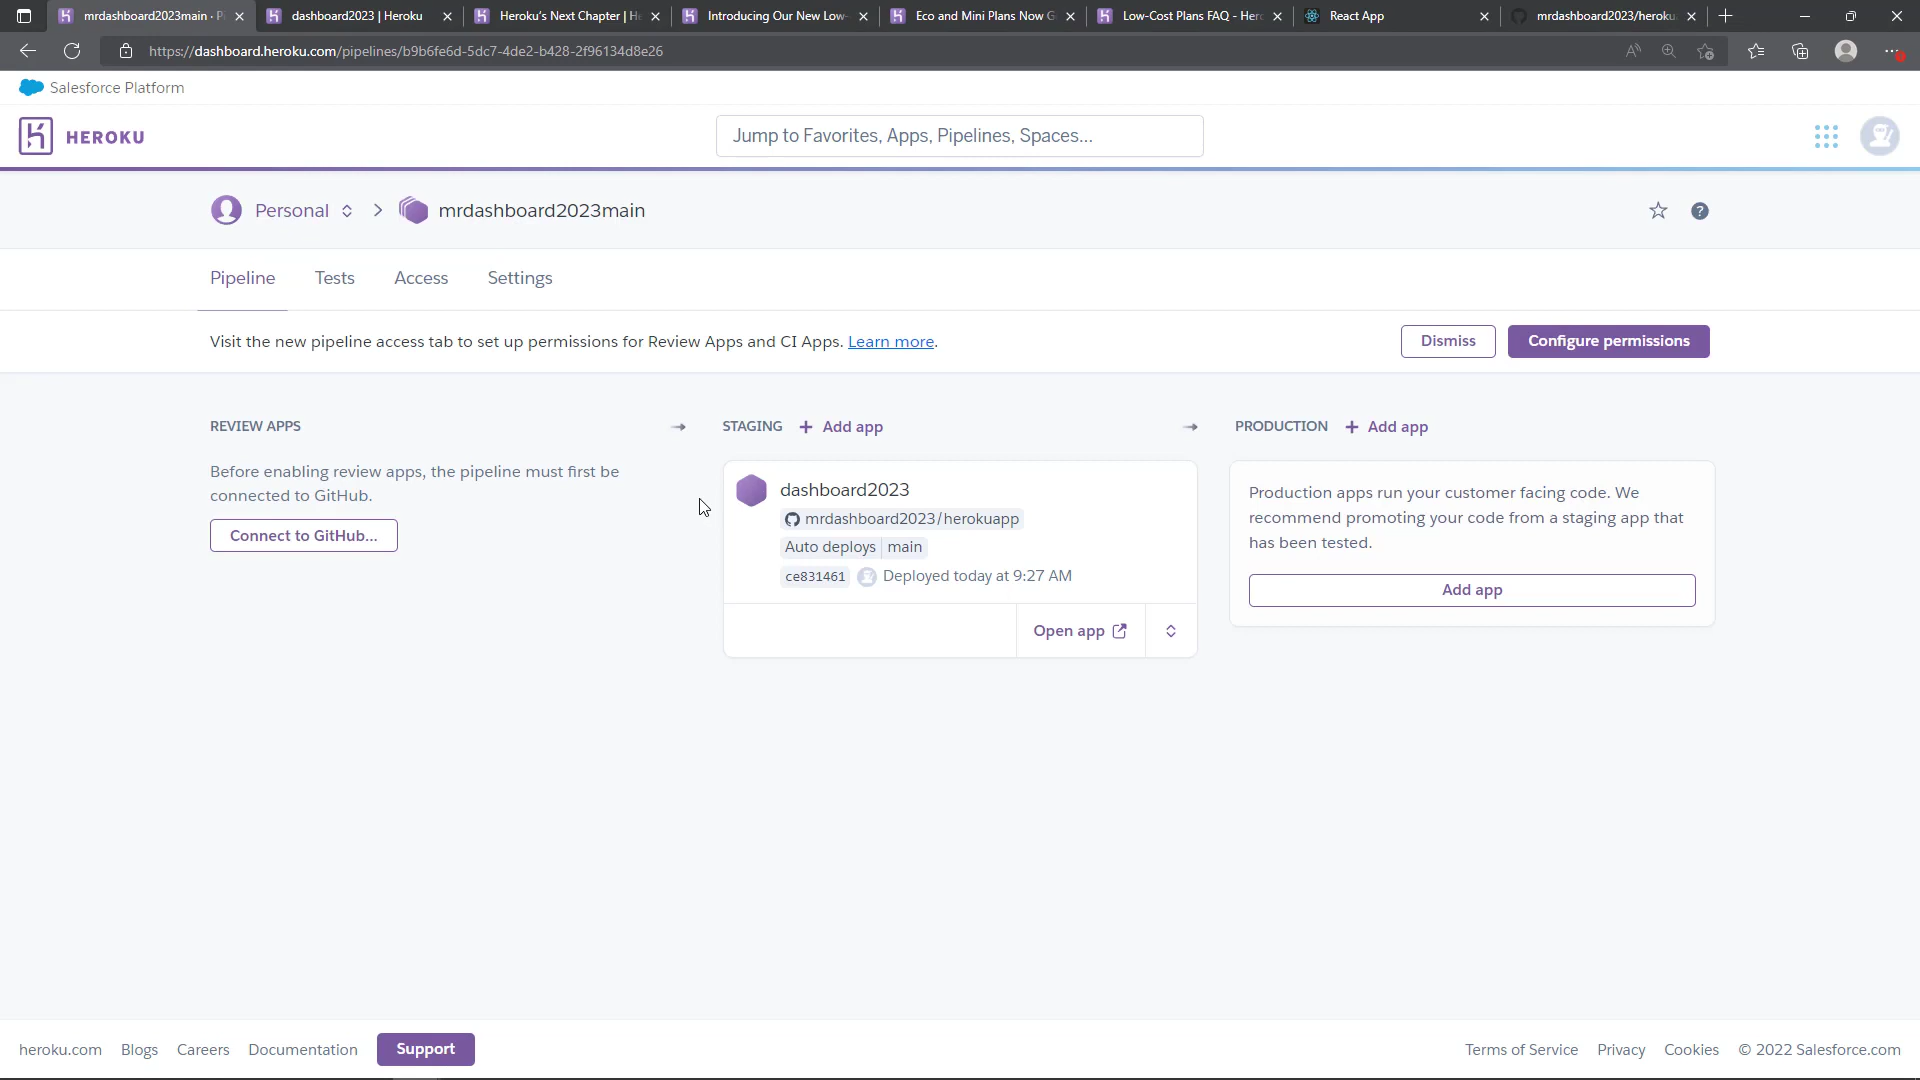 mrdashboard2023main · P
dashboard2023 | Heroku
Heroku's Next Chapter | H
Introducing Our New Low-
Eco and Mini Plans Now G
Low-Cost Plans FAQ - Her
React App
mrdashboard2023/heroku
https://dashboard.heroku.com/pipelines/b9b6fe6d-5dc7-4de2-b428-2f96134d8e26
Salesforce Platform
HEROKU
Jump to Favorites, Apps, Pipelines, Spaces...
Personal
mrdashboard2023main
Pipeline
Tests
Access
Settings
Visit the new pipeline access tab to set up permissions for Review Apps and CI Apps. Learn more.
Dismiss
Configure permissions
REVIEW APPS
Before enabling review apps, the pipeline must first be
connected to GitHub.
Connect to GitHub...
STAGING
Add app
dashboard2023
mrdashboard2023/herokuapp
Auto deploys main
ce831461 Deployed today at 9:27 AM
Open app
PRODUCTION
Add app
Production apps run your customer facing code. We
recommend promoting your code from a staging app that
has been tested.
Add app
heroku.com
Blogs
Careers
Documentation
Support
Terms of Service
Privacy
Cookies
© 2022 Salesforce.com